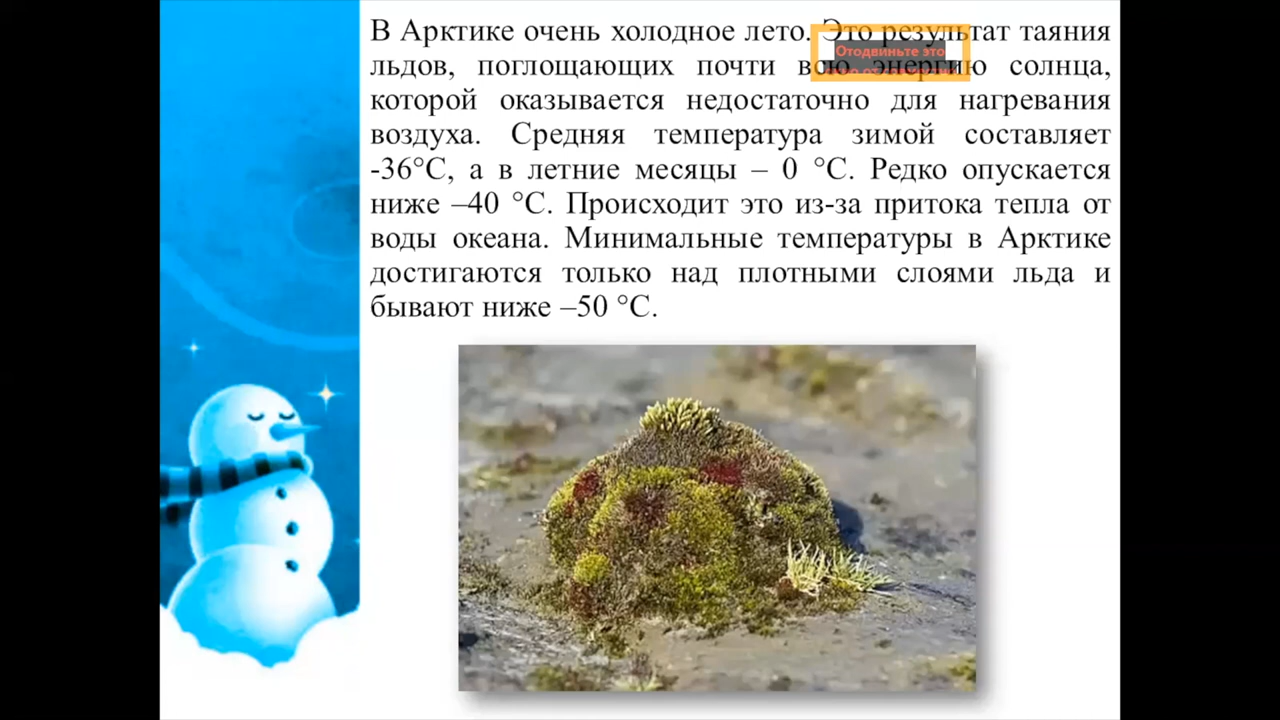 В Арктике очень холодное лето. Это результат таяния
льдов, поглощающих почти всю энергию солнца,
которой оказывается недостаточно для нагревания
воздуха. Средняя температура зимой составляет
-36°C, а в летние месяцы – 0 °C. Редко опускается
ниже –40 °C. Происходит это из-за притока тепла от
воды океана. Минимальные температуры в Арктике
достигаются только над плотными слоями льда и
бывают ниже –50 °C.
Отодвиньте это